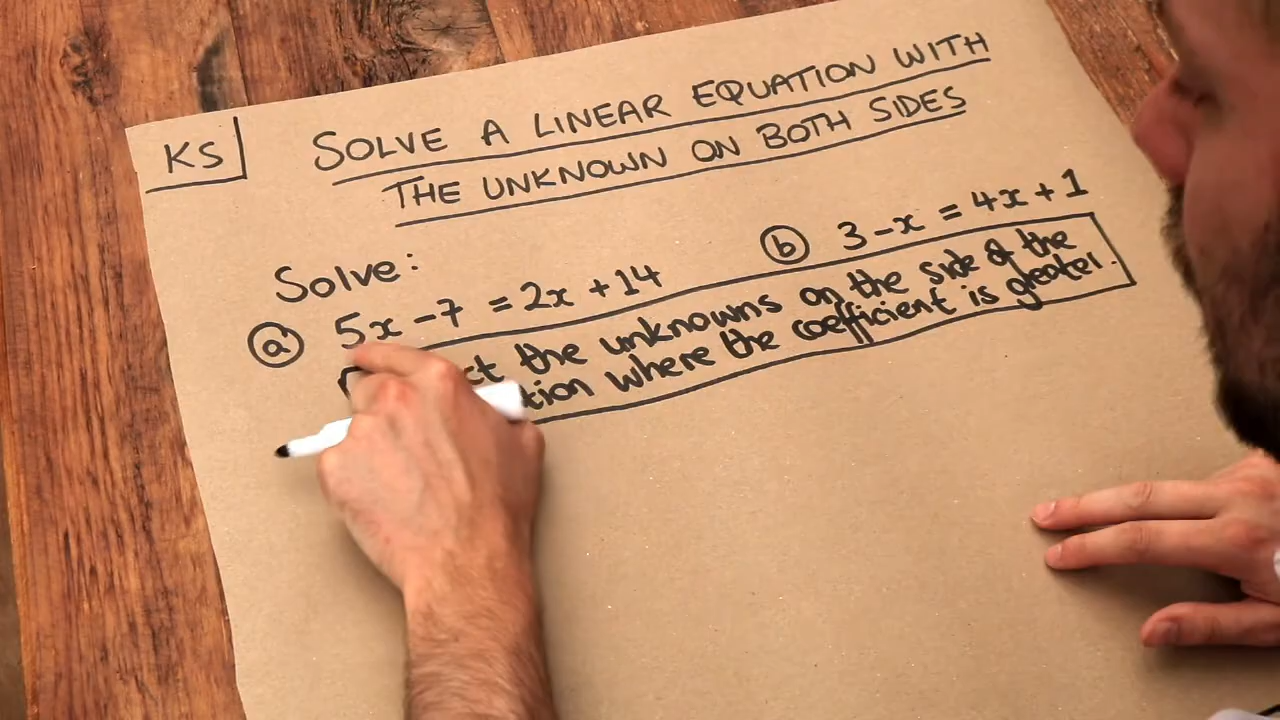 KS
SOLVE A LINEAR EQUATION WITH
THE UNKNOWN ON BOTH SIDES
Solve:
a 5x - 7 = 2x + 14
b 3 - x = 4x + 1
the unknowns on the side of the
where the coefficient is greater.